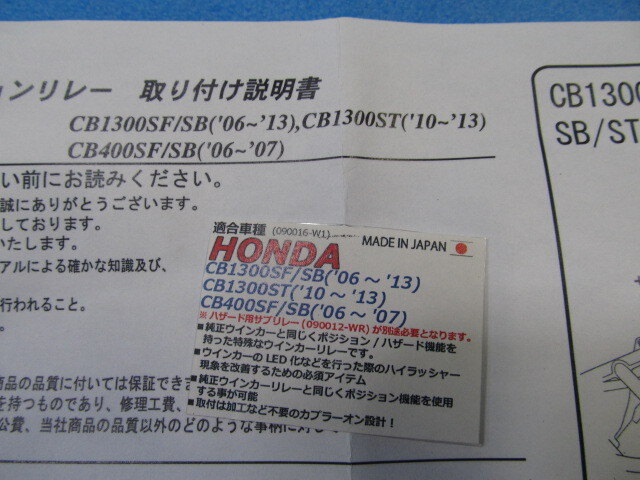 ョンリレー 取り付け説明書
CB1300SF/SB('06~'13),CB1300ST('10~'13)
CB400SF/SB('06~'07)
い前にお読みください。
誠にありがとうございます。
しております。
いたします。
アルによる確かな知識及び、
行われること。
商品の品質に付いては保証でき
を持つものであり、修理工費、
公費、当社商品の品質以外のどのような事柄に対して
CB1300
SB/ST
適合車種 (090016-W1)
HONDA MADE IN JAPAN
CB1300SF/SB('06～'13)
CB1300ST('10～'13)
CB400SF/SB('06～'07)
※ハザード用サブリレー(090012-WR)が別途必要となります。
■純正ウインカーと同じくポジション/ハザード機能を
持った特殊なウインカーリレーです。
■ウインカーのLED化などを行った際のハイフラッシャー
現象を改善するための必須アイテム
■純正ウインカーリレーと同じくポジション機能を使用
する事が可能
■取付は加工など不要のカプラーオン設計！